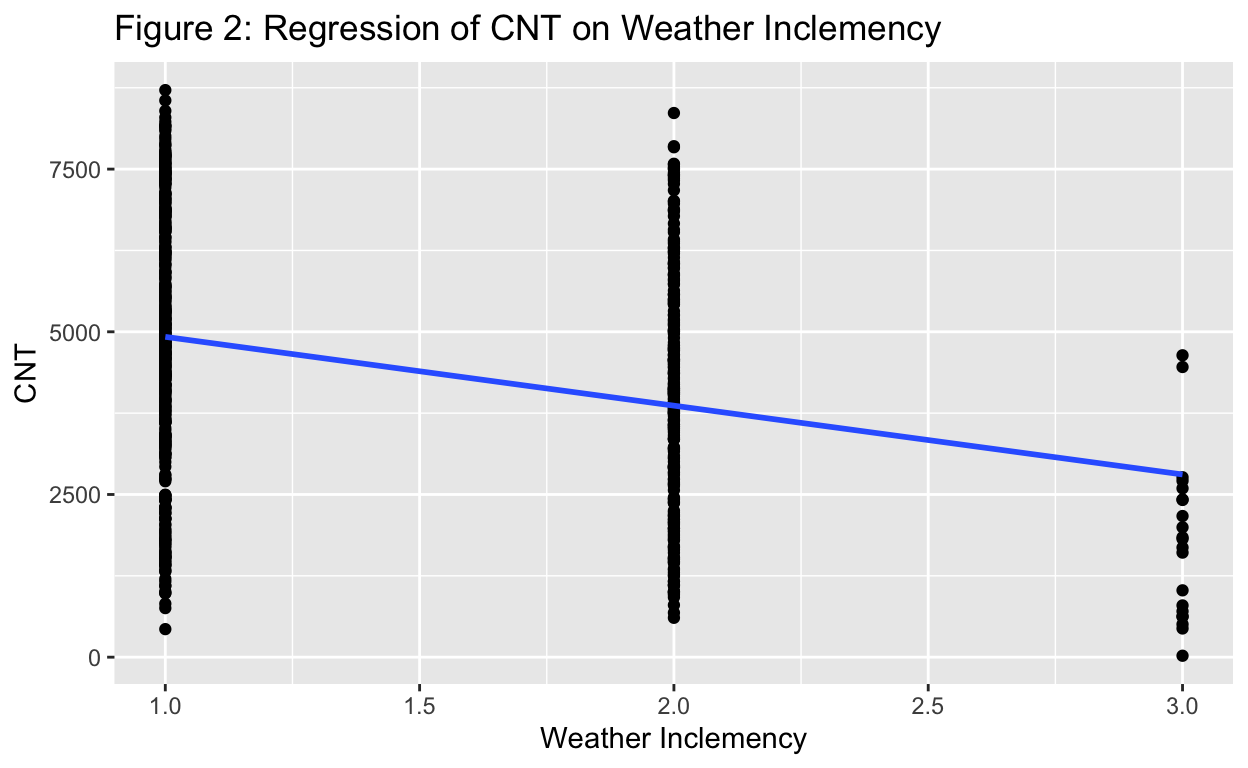 Figure 2: Regression of CNT on Weather Inclemency
7500
5000
2500
0
CNT
1.0 1.5 2.0 2.5 3.0
Weather Inclemency